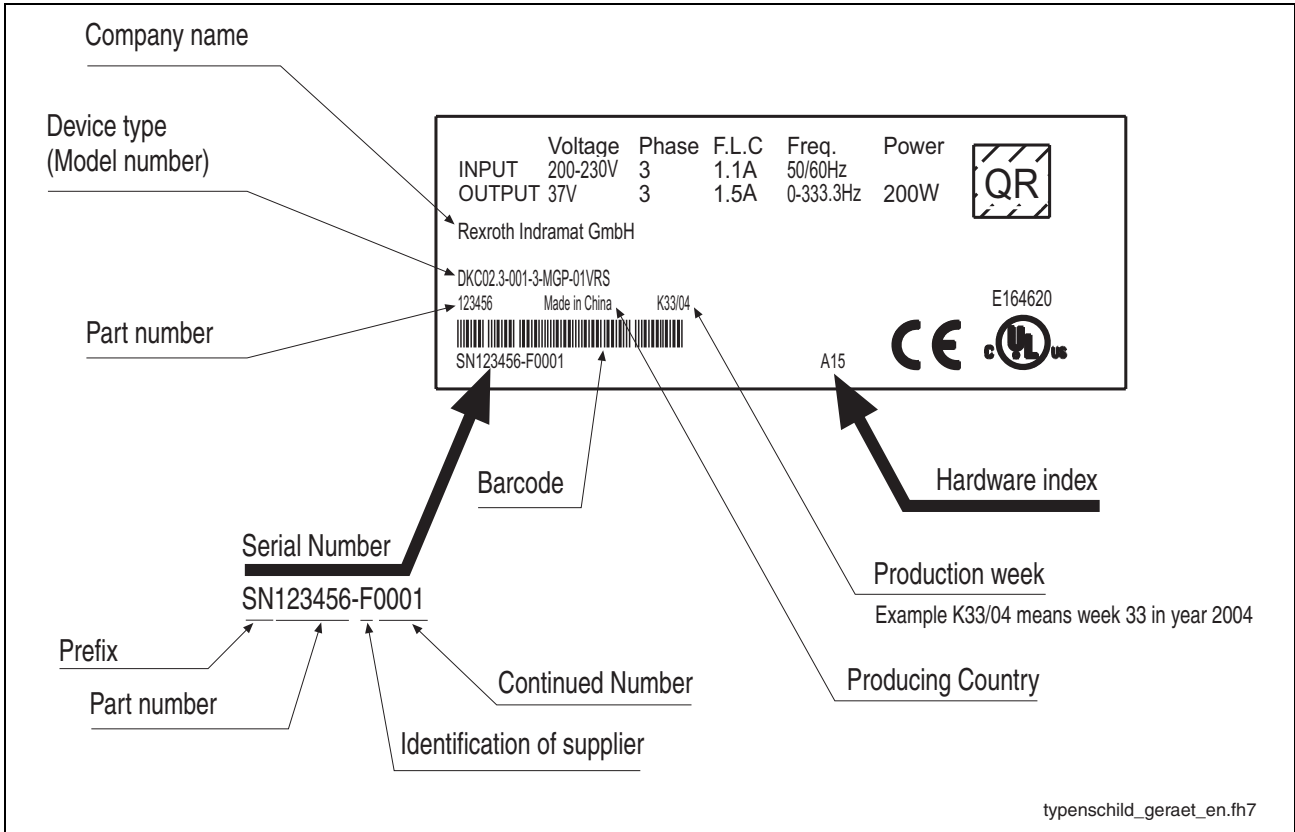 Company name
Device type
(Model number)
Part number
Voltage Phase F.L.C Freq. Power
INPUT 200-230V 3 1.1A 50/60Hz
OUTPUT 37V 3 1.5A 0-333.3Hz 200W
QR
Rexroth Indramat GmbH
DKC02.3-001-3-MGP-01VRS
123456 Made in China K33/04
SN123456-F0001
A15
E164620
CE
C UL US
Barcode
Hardware index
Serial Number
SN123456-F0001
Production week
Example K33/04 means week 33 in year 2004
Prefix
Part number
Continued Number
Producing Country
Identification of supplier
typenschild_geraet_en.fh7